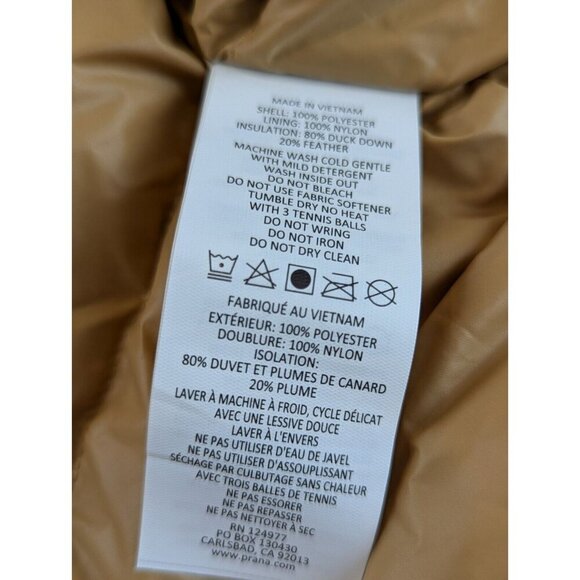 MADE IN VIETNAM
SHELL: 100% POLYESTER
LINING: 100% NYLON
INSULATION: 80% DUCK DOWN
20% FEATHER
MACHINE WASH COLD GENTLE
WITH MILD DETERGENT
WASH INSIDE OUT
DO NOT BLEACH
DO NOT USE FABRIC SOFTENER
TUMBLE DRY NO HEAT
WITH 3 TENNIS BALLS
DO NOT WRING
DO NOT IRON
DO NOT DRY CLEAN
FABRIQUÉ AU VIETNAM
EXTÉRIEUR: 100% POLYESTER
DOUBLURE: 100% NYLON
ISOLATION:
80% DUVET ET PLUMES DE CANARD
20% PLUME
LAVER À MACHINE À FROID, CYCLE DÉLICAT
AVEC UNE LESSIVE DOUCE
LAVER À L'ENVERS
NE PAS UTILISER D'EAU DE JAVEL
NE PAS UTILISER D'ASSOUPLISSANT
SÉCHAGE PAR CULBUTAGE SANS CHALEUR
AVEC TROIS BALLES DE TENNIS
NE PAS ESSORER
NE PAS REPASSER
NE PAS NETTOYER À SEC
RN 124977
PO BOX 130430
CARLSBAD, CA 92013
www.prana.com